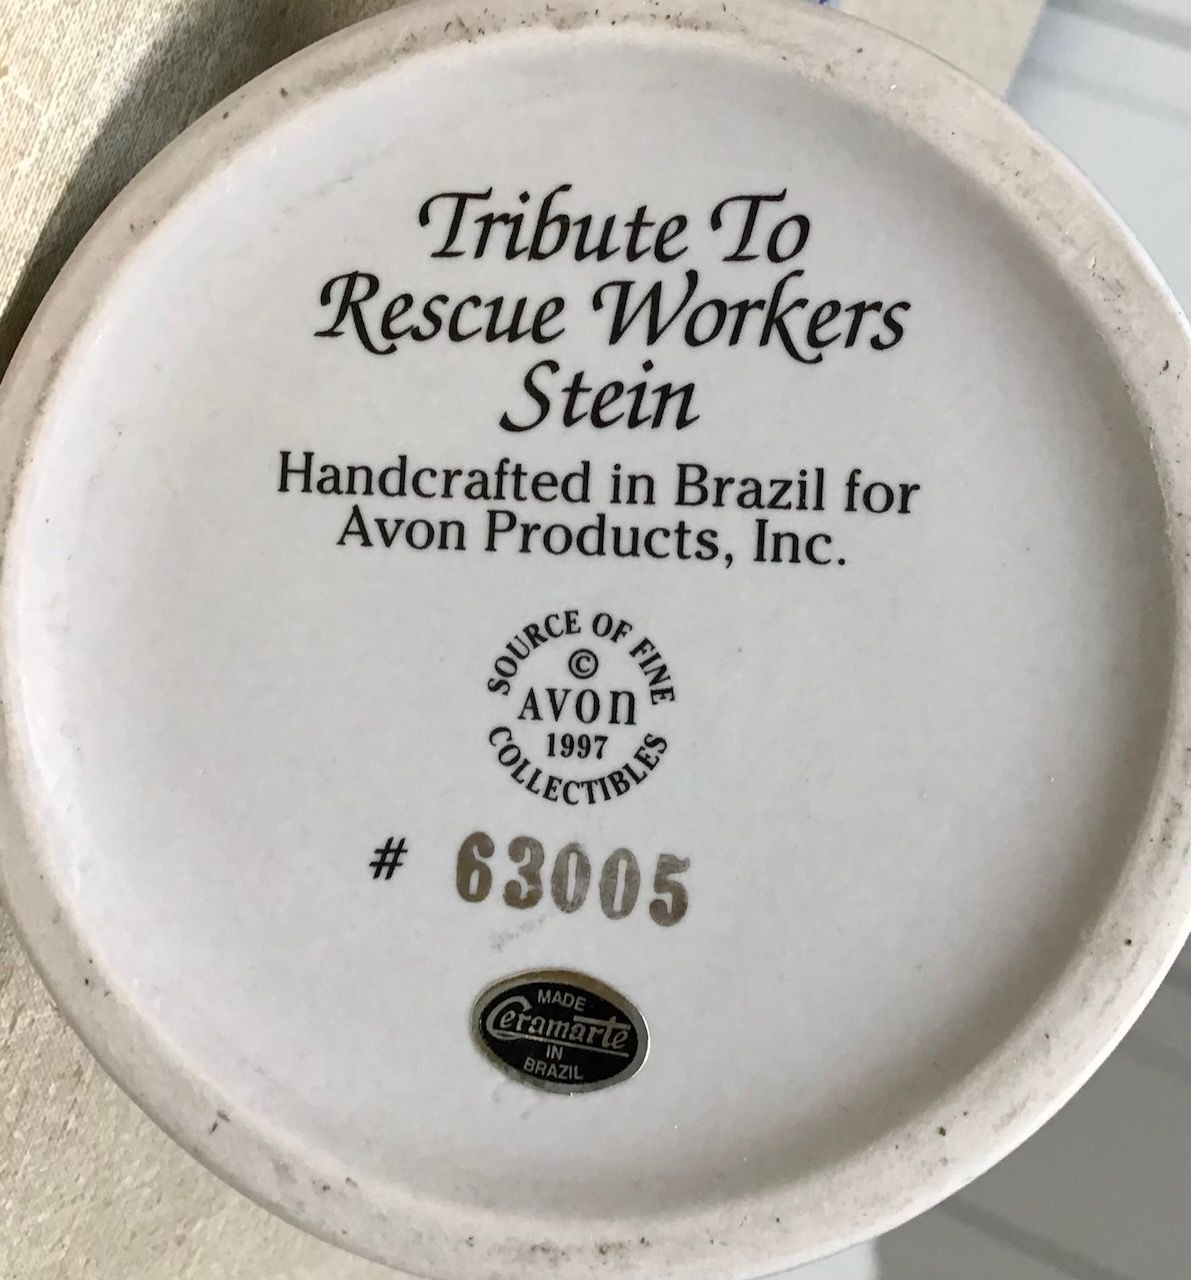 Tribute To
Rescue Workers
Stein
Handcrafted in Brazil for
Avon Products, Inc.
SOURCE OF FINE
©
AVON
1997
COLLECTIBLES
# 63005
MADE
Ceramarte
IN
BRAZIL